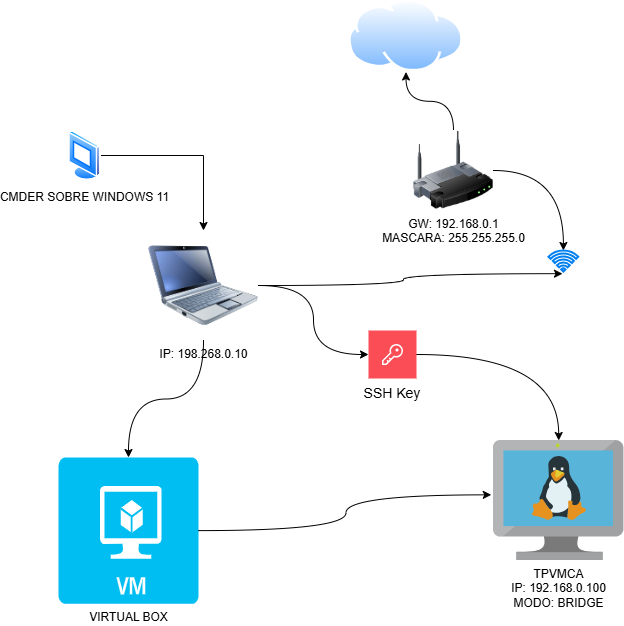 CMDER SOBRE WINDOWS 11
GW: 192.168.0.1
MASCARA: 255.255.255.0
IP: 198.268.0.10
SSH Key
VM
VIRTUAL BOX
TPVMCA
IP: 192.168.0.100
MODO: BRIDGE